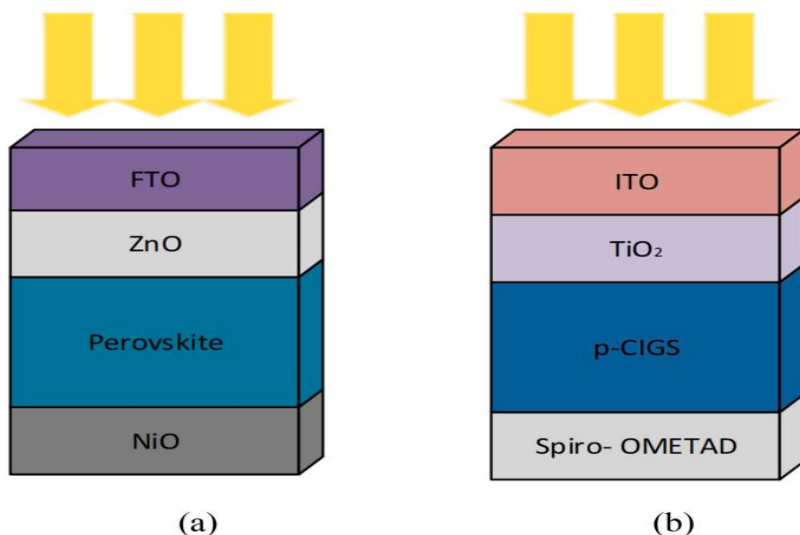 FTO
ZnO
Perovskite
NiO
(a)
ITO
TiO₂
p-CIGS
Spiro- OMETAD
(b)